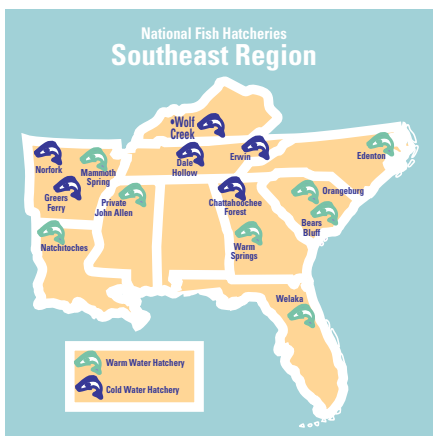 National Fish Hatcheries
Southeast Region
•Wolf
Creek
Norfork
Mammoth
Spring
Dale
Hollow
Erwin
Edenton
Greers
Ferry
Private
John Allen
Chattahoochee
Forest
Orangeburg
Bears
Bluff
Natchitoches
Warm
Springs
Welaka
Warm Water Hatchery
Cold Water Hatchery